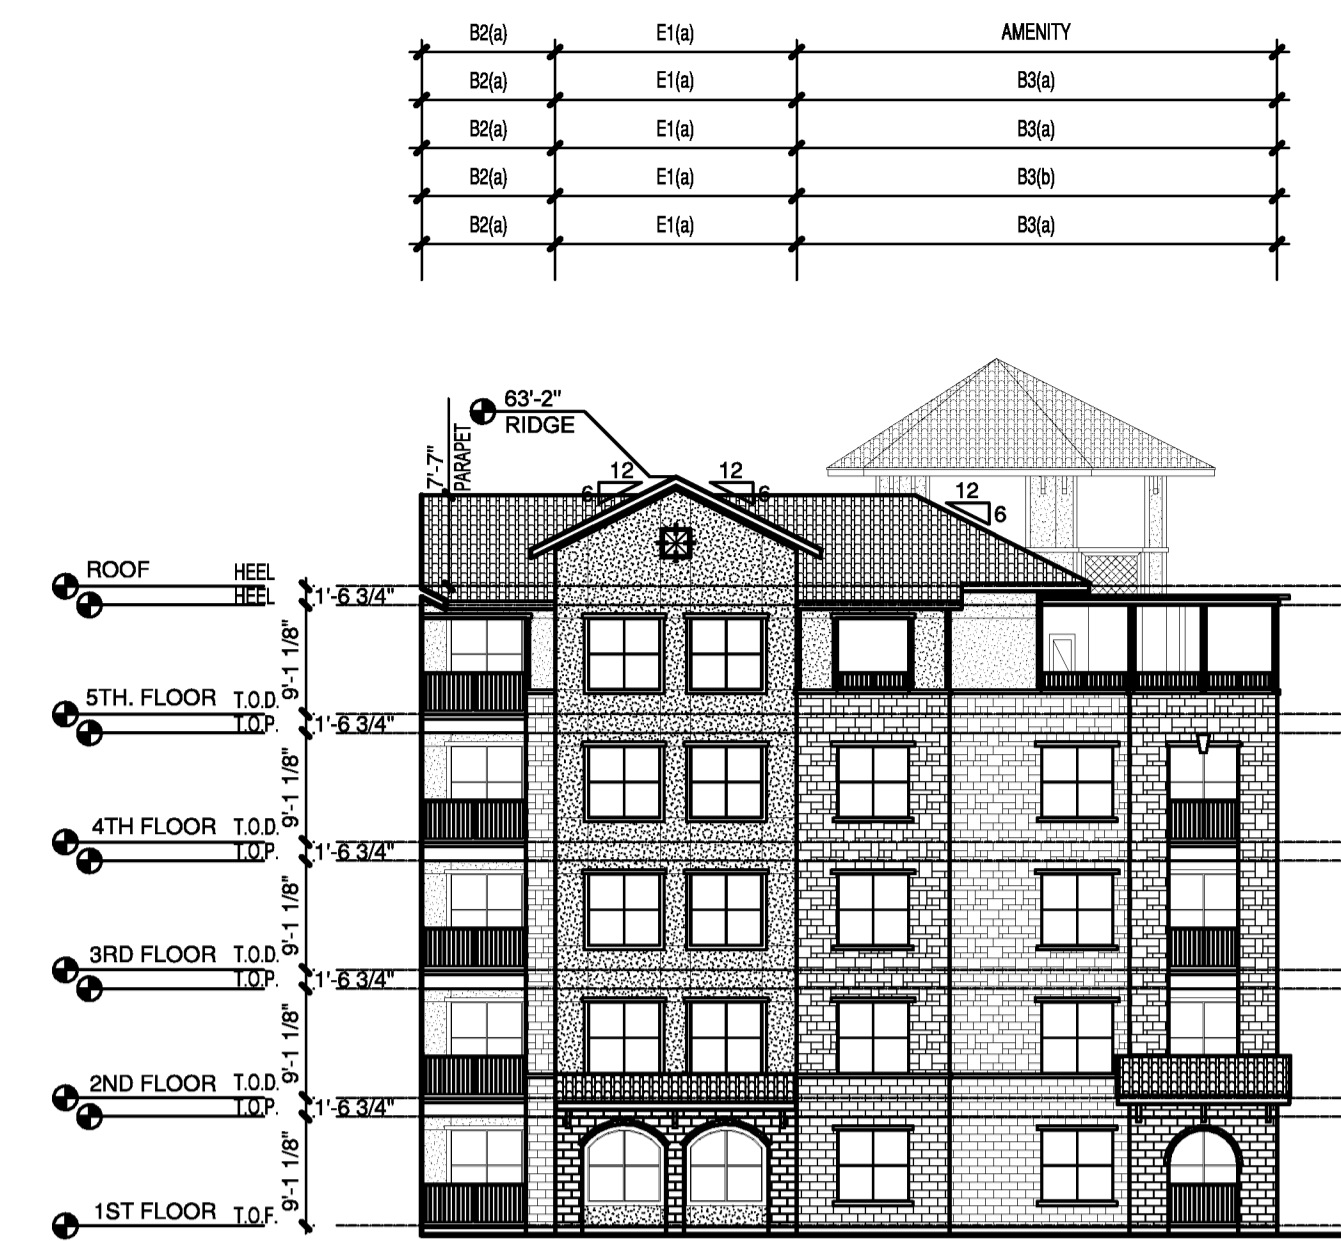 B2(a) E1(a) AMENITY
B2(a) E1(a) B3(a)
B2(a) E1(a) B3(a)
B2(a) E1(a) B3(b)
B2(a) E1(a) B3(a)
63'-2"
RIDGE
7'-7"
PARAPET
12
6
12
6
12
6
ROOF HEEL
HEEL
1'-6 3/4"
9'-1 1/8"
5TH. FLOOR T.O.D.
T.O.P.
1'-6 3/4"
9'-1 1/8"
4TH FLOOR T.O.D.
T.O.P.
1'-6 3/4"
9'-1 1/8"
3RD FLOOR T.O.D.
T.O.P.
1'-6 3/4"
9'-1 1/8"
2ND FLOOR T.O.D.
T.O.P.
1'-6 3/4"
9'-1 1/8"
1ST FLOOR T.O.F.